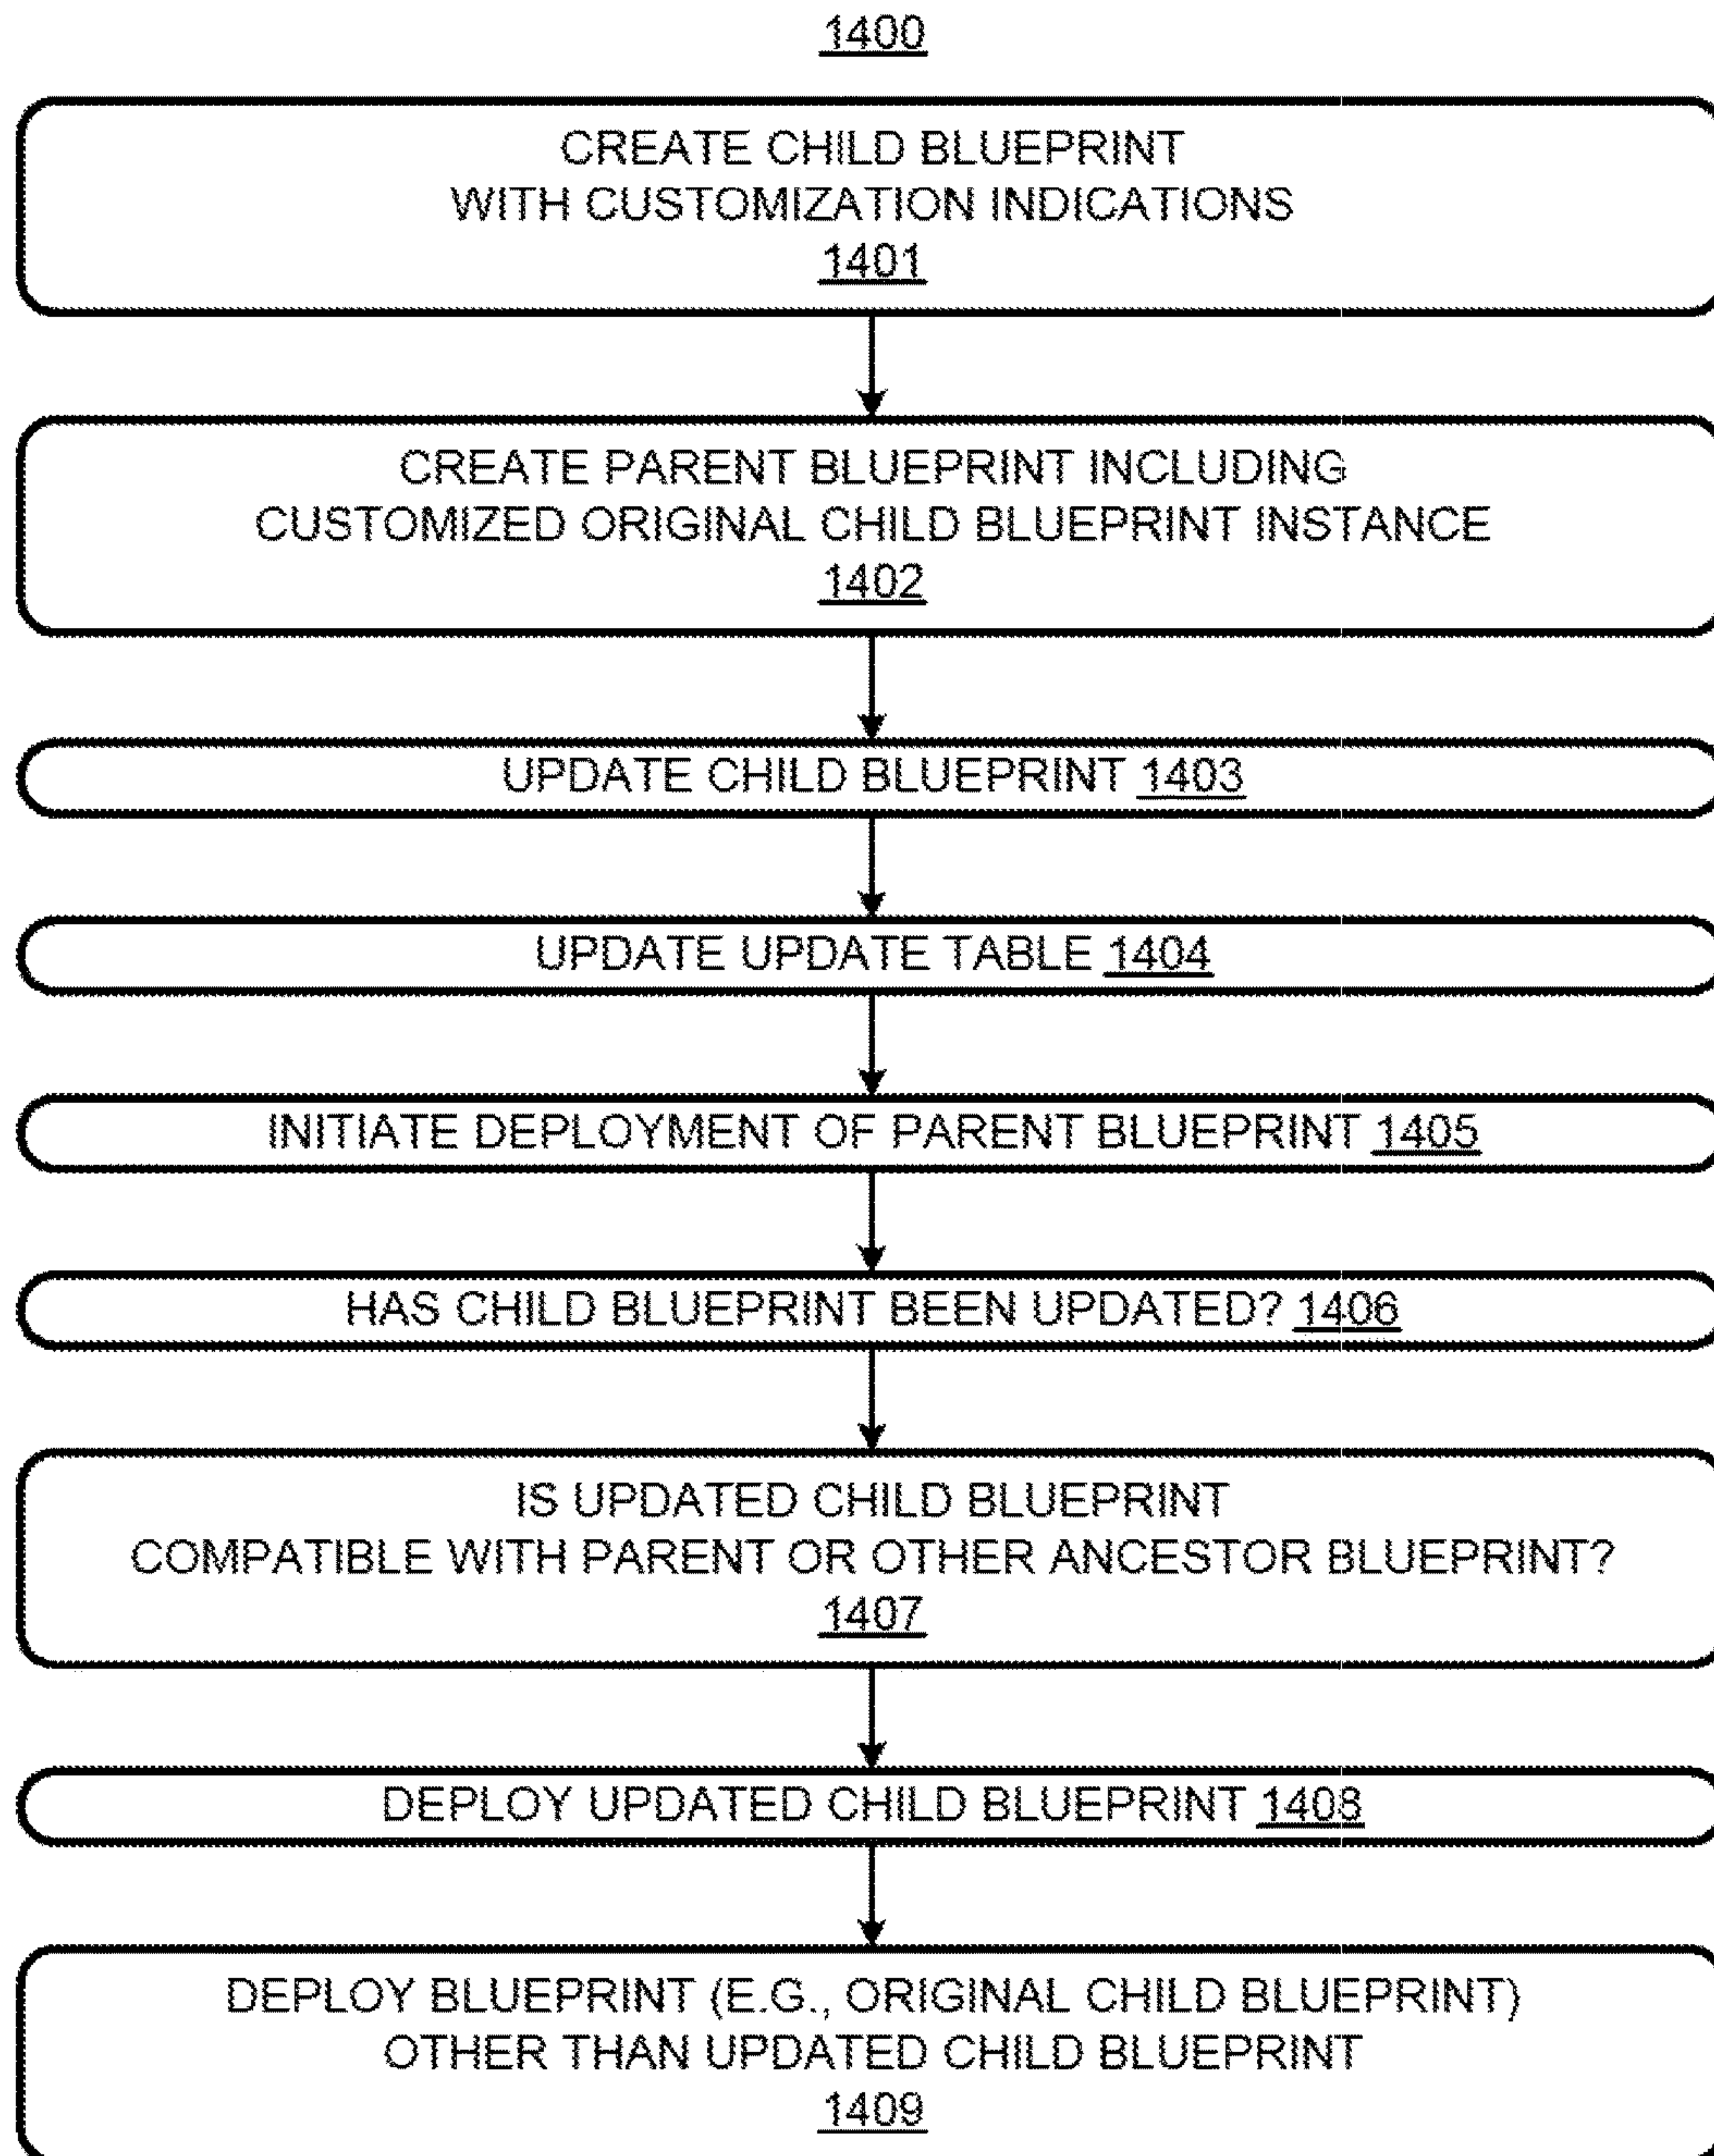 1400
CREATE CHILD BLUEPRINT
WITH CUSTOMIZATION INDICATIONS
1401
CREATE PARENT BLUEPRINT INCLUDING
CUSTOMIZED ORIGINAL CHILD BLUEPRINT INSTANCE
1402
UPDATE CHILD BLUEPRINT 1403
UPDATE UPDATE TABLE 1404
INITIATE DEPLOYMENT OF PARENT BLUEPRINT 1405
HAS CHILD BLUEPRINT BEEN UPDATED? 1406
IS UPDATED CHILD BLUEPRINT
COMPATIBLE WITH PARENT OR OTHER ANCESTOR BLUEPRINT?
1407
DEPLOY UPDATED CHILD BLUEPRINT 1408
DEPLOY BLUEPRINT (E.G., ORIGINAL CHILD BLUEPRINT)
OTHER THAN UPDATED CHILD BLUEPRINT
1409